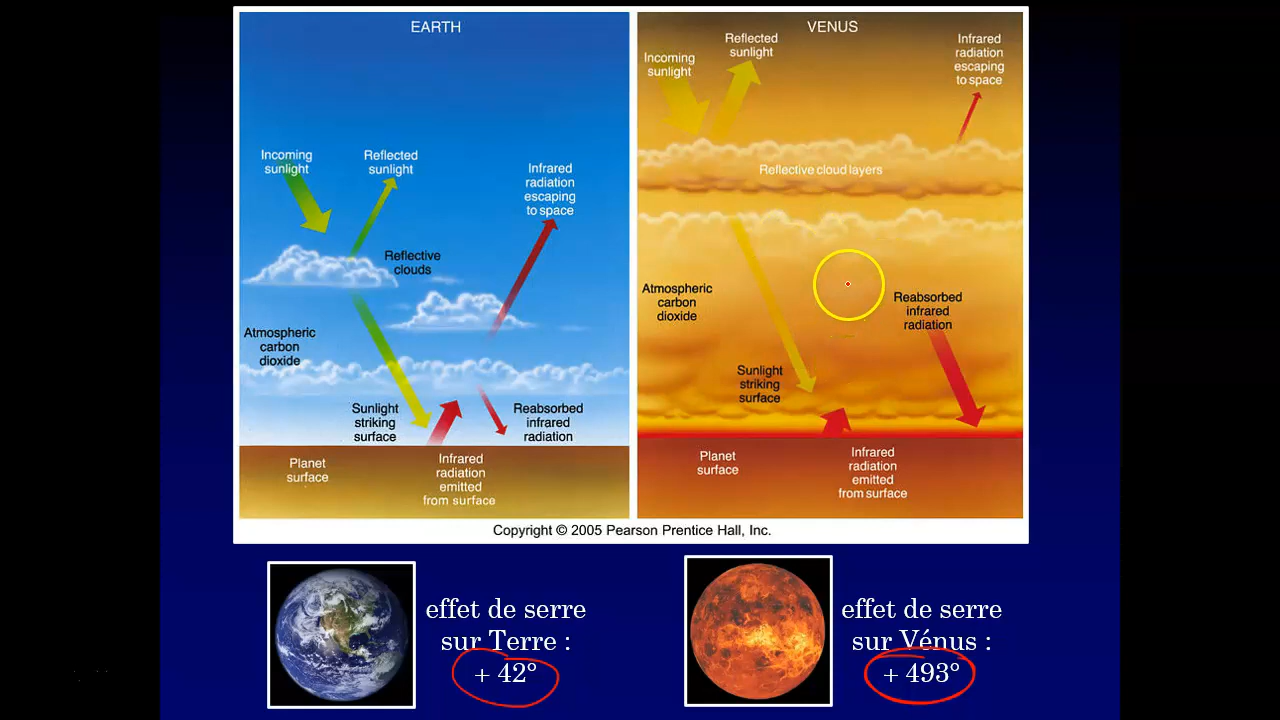 EARTH
Incoming
sunlight
Reflected
sunlight
Infrared
radiation
escaping
to space
Reflective
clouds
Atmospheric
carbon
dioxide
Sunlight
striking
surface
Reabsorbed
infrared
radiation
Planet
surface
Infrared
radiation
emitted
from surface
VENUS
Incoming
sunlight
Reflected
sunlight
Infrared
radiation
escaping
to space
Reflective cloud layers
Atmospheric
carbon
dioxide
Reabsorbed
infrared
radiation
Sunlight
striking
surface
Planet
surface
Infrared
radiation
emitted
from surface
Copyright © 2005 Pearson Prentice Hall, Inc.
effet de serre
sur Terre :
+ 42°
effet de serre
sur Vénus :
+ 493°